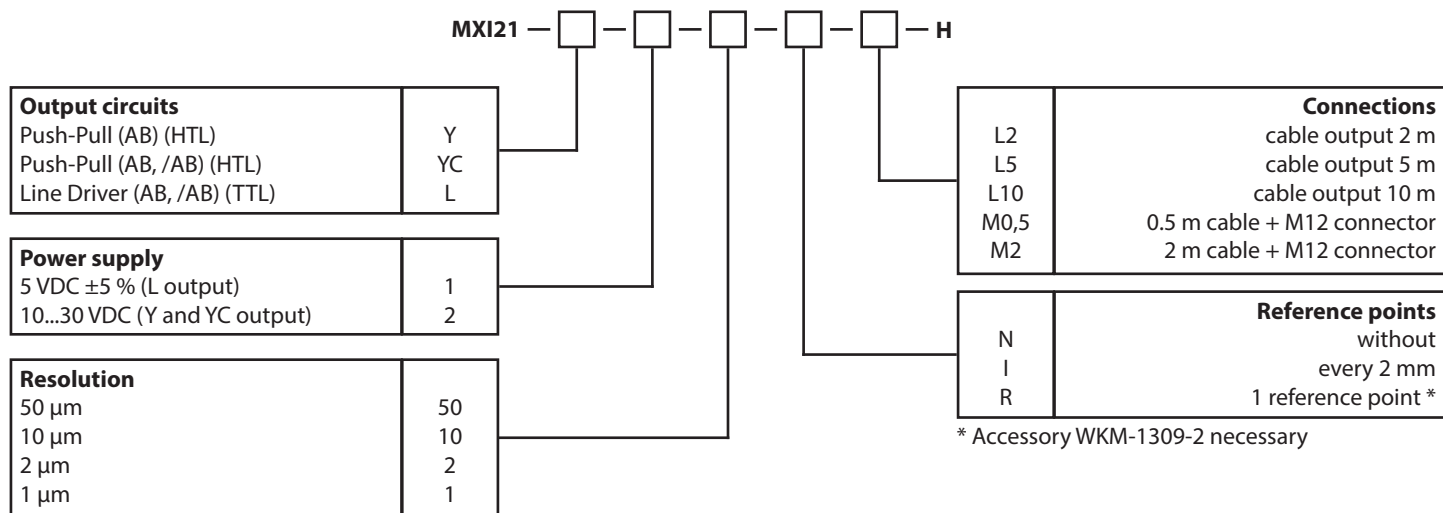 MXI21 — — — — — — H
Output circuits
Push-Pull (AB) (HTL) Y
Push-Pull (AB, /AB) (HTL) YC
Line Driver (AB, /AB) (TTL) L
Power supply
5 VDC ±5 % (L output) 1
10...30 VDC (Y and YC output) 2
Resolution
50 µm 50
10 µm 10
2 µm 2
1 µm 1
Connections
L2 cable output 2 m
L5 cable output 5 m
L10 cable output 10 m
M0,5 0.5 m cable + M12 connector
M2 2 m cable + M12 connector
Reference points
N without
I every 2 mm
R 1 reference point *
* Accessory WKM-1309-2 necessary